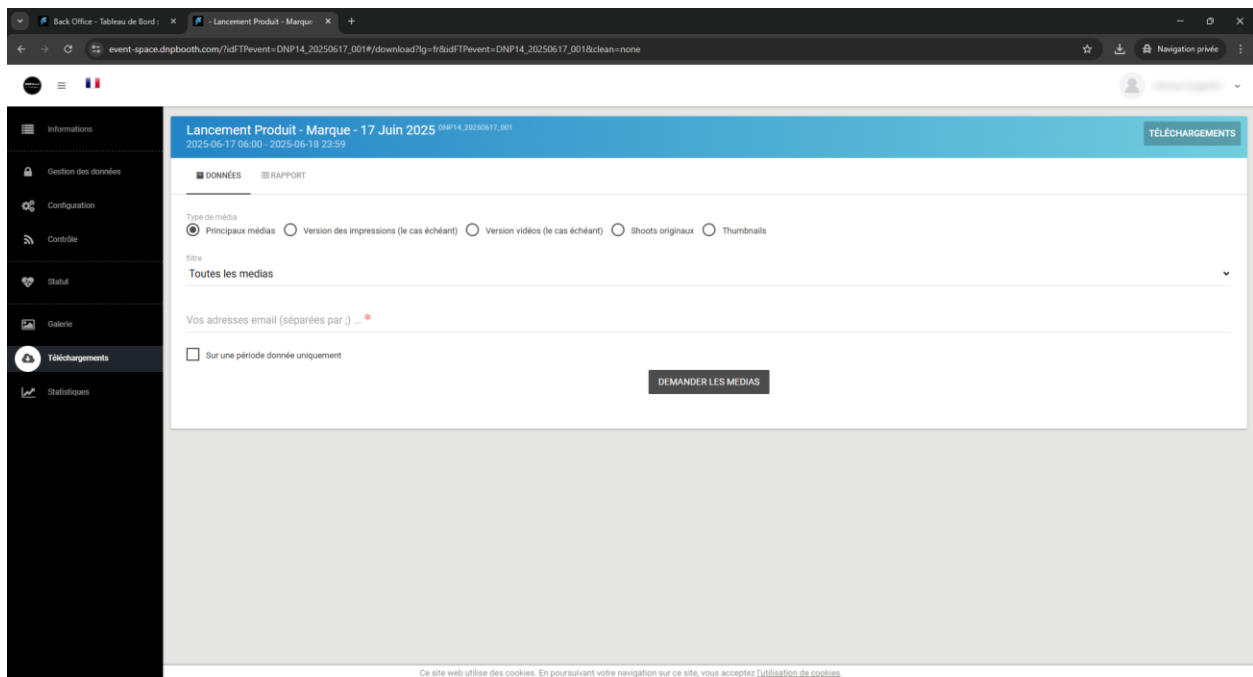 Back Office - Tableau de Bord :
- Lancement Produit - Marque -
event-space.dnpbooth.com/?idFTPevent=DNP14_20250617_001#/download?lg=fr&idFTPevent=DNP14_20250617_001&clean=none
Navigation privée
Informations
Gestion des données
Configuration
Contrôle
Statut
Galerie
Téléchargements
Statistiques
Lancement Produit - Marque - 17 Juin 2025 DNP14_20250617_001
2025-06-17 06:00 - 2025-06-18 23:59
TÉLÉCHARGEMENTS
DONNÉES RAPPORT
Type de média
Principaux médias Version des impressions (le cas échéant) Version vidéos (le cas échéant) Shoots originaux Thumbnails
filtre
Toutes les medias
Vos adresses email (séparées par ;) ... *
Sur une période donnée uniquement
DEMANDER LES MEDIAS
Ce site web utilise des cookies. En poursuivant votre navigation sur ce site, vous acceptez l'utilisation de cookies.